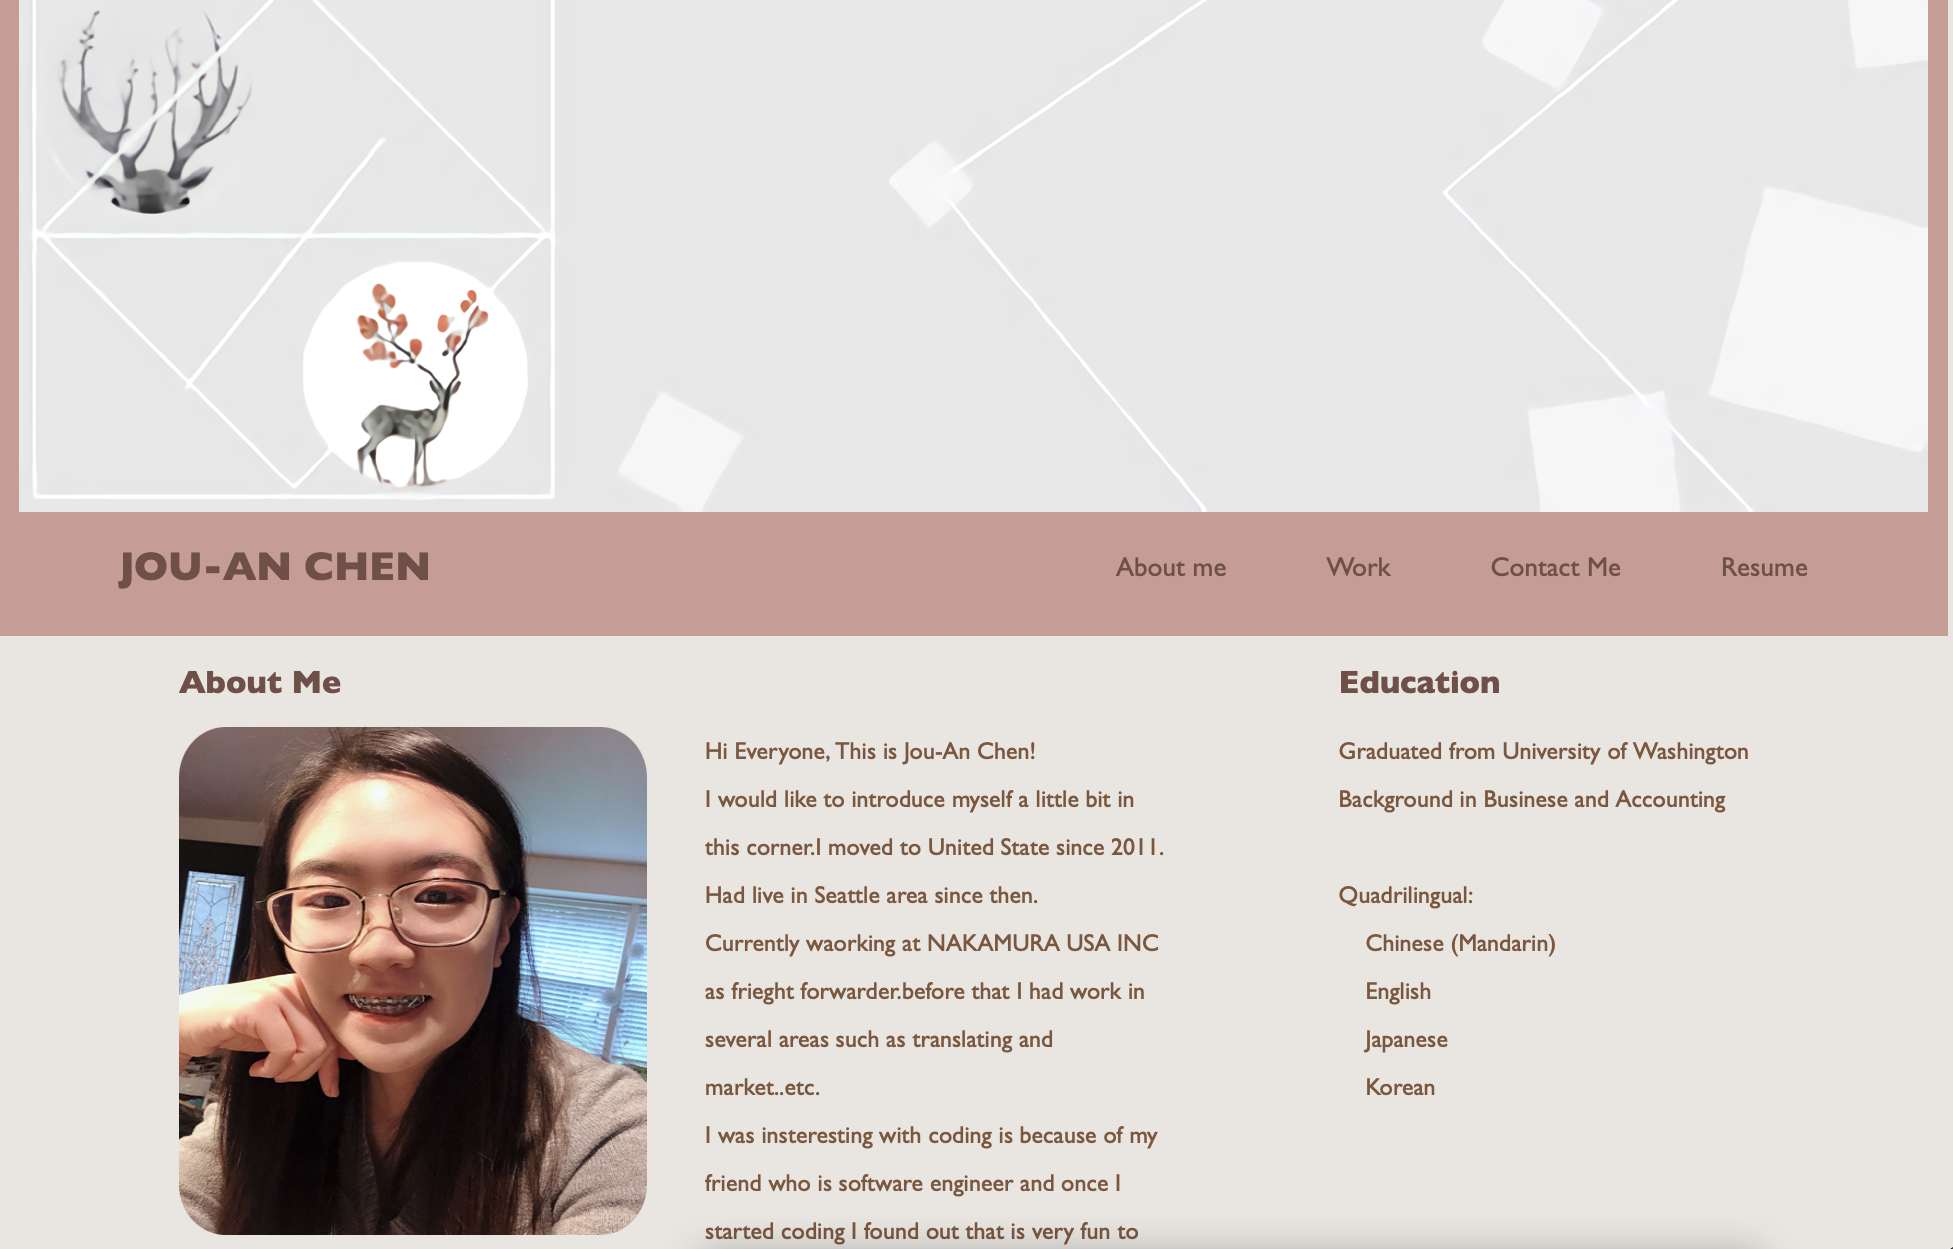 JOU-AN CHEN
About me
Work
Contact Me
Resume
About Me
Hi Everyone, This is Jou-An Chen!
I would like to introduce myself a little bit in
this corner.I moved to United State since 2011.
Had live in Seattle area since then.
Currently waorking at NAKAMURA USA INC
as frieght forwarder.before that I had work in
several areas such as translating and
market..etc.
I was insteresting with coding is because of my
friend who is software engineer and once I
started coding I found out that is very fun to
Education
Graduated from University of Washington
Background in Businese and Accounting
Quadrilingual:
Chinese (Mandarin)
English
Japanese
Korean